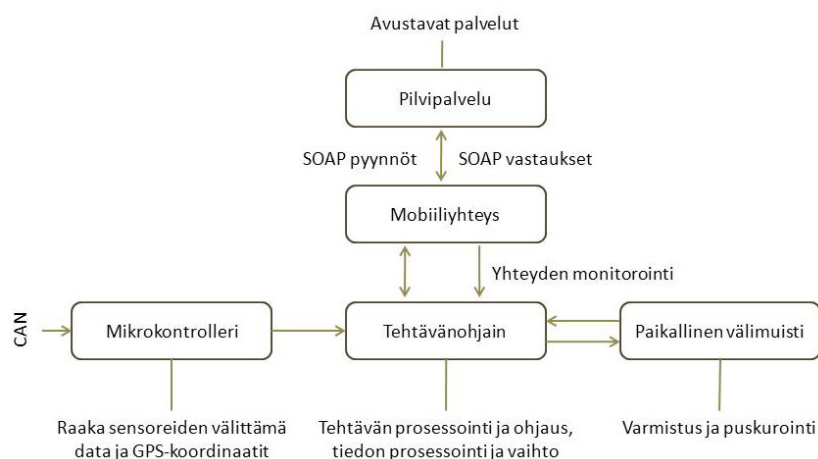 Avustavat palvelut
Pilvipalvelu
SOAP pyynnöt
SOAP vastaukset
Mobiiliyhteys
Yhteyden monitorointi
CAN
Mikrokontrolleri
Tehtävänohjain
Paikallinen välimuisti
Raaka sensoreiden välittämä
data ja GPS-koordinaatit
Tehtävän prosessointi ja ohjaus,
tiedon prosessointi ja vaihto
Varmistus ja puskurointi